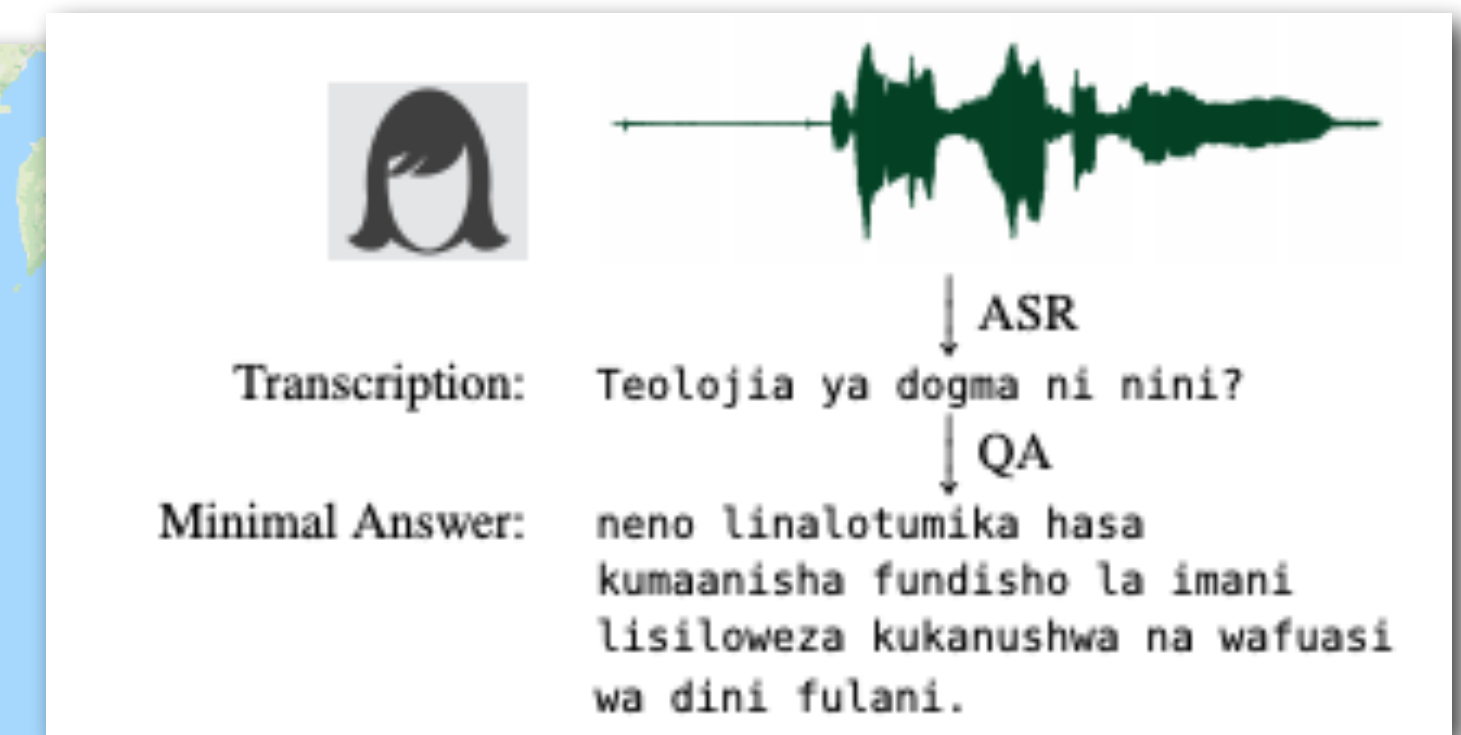 ASR
Transcription: Teolojia ya dogma ni nini?
QA
Minimal Answer: neno linalotumika hasa
kumaanisha fundisho la imani
lisiloweza kukanushwa na wafuasi
wa dini fulani.